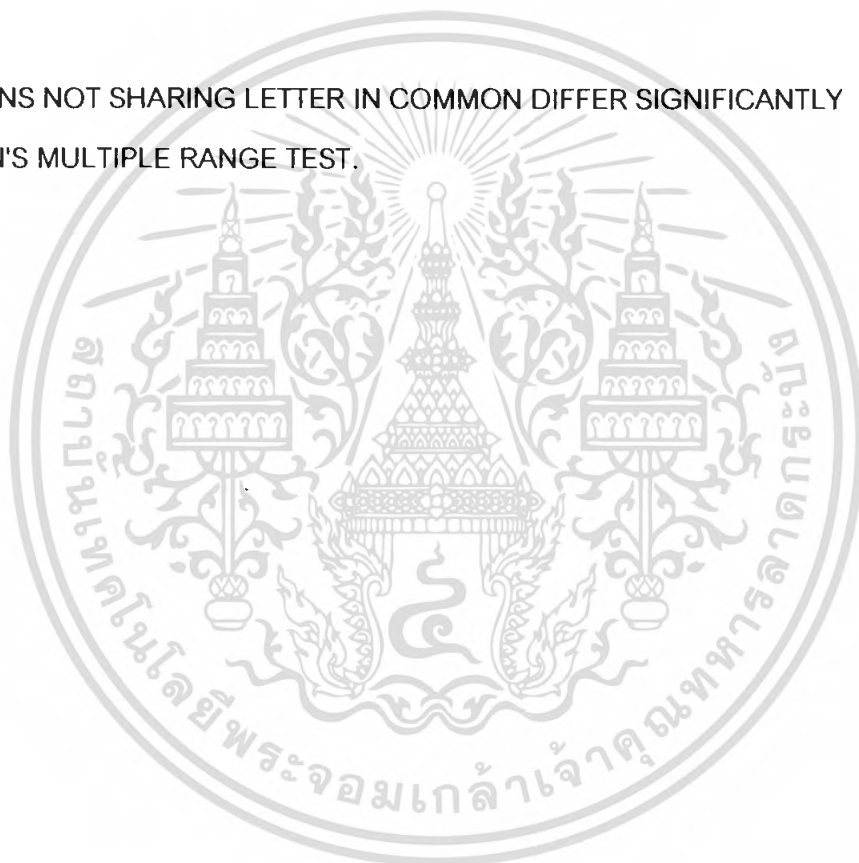 NS NOT SHARING LETTER IN COMMON DIFFER SIGNIFICANTLY
N'S MULTIPLE RANGE TEST.
สถาบันเทคโนโลยีพระจอมเกล้าเจ้าคุณทหารลาดกระบัง